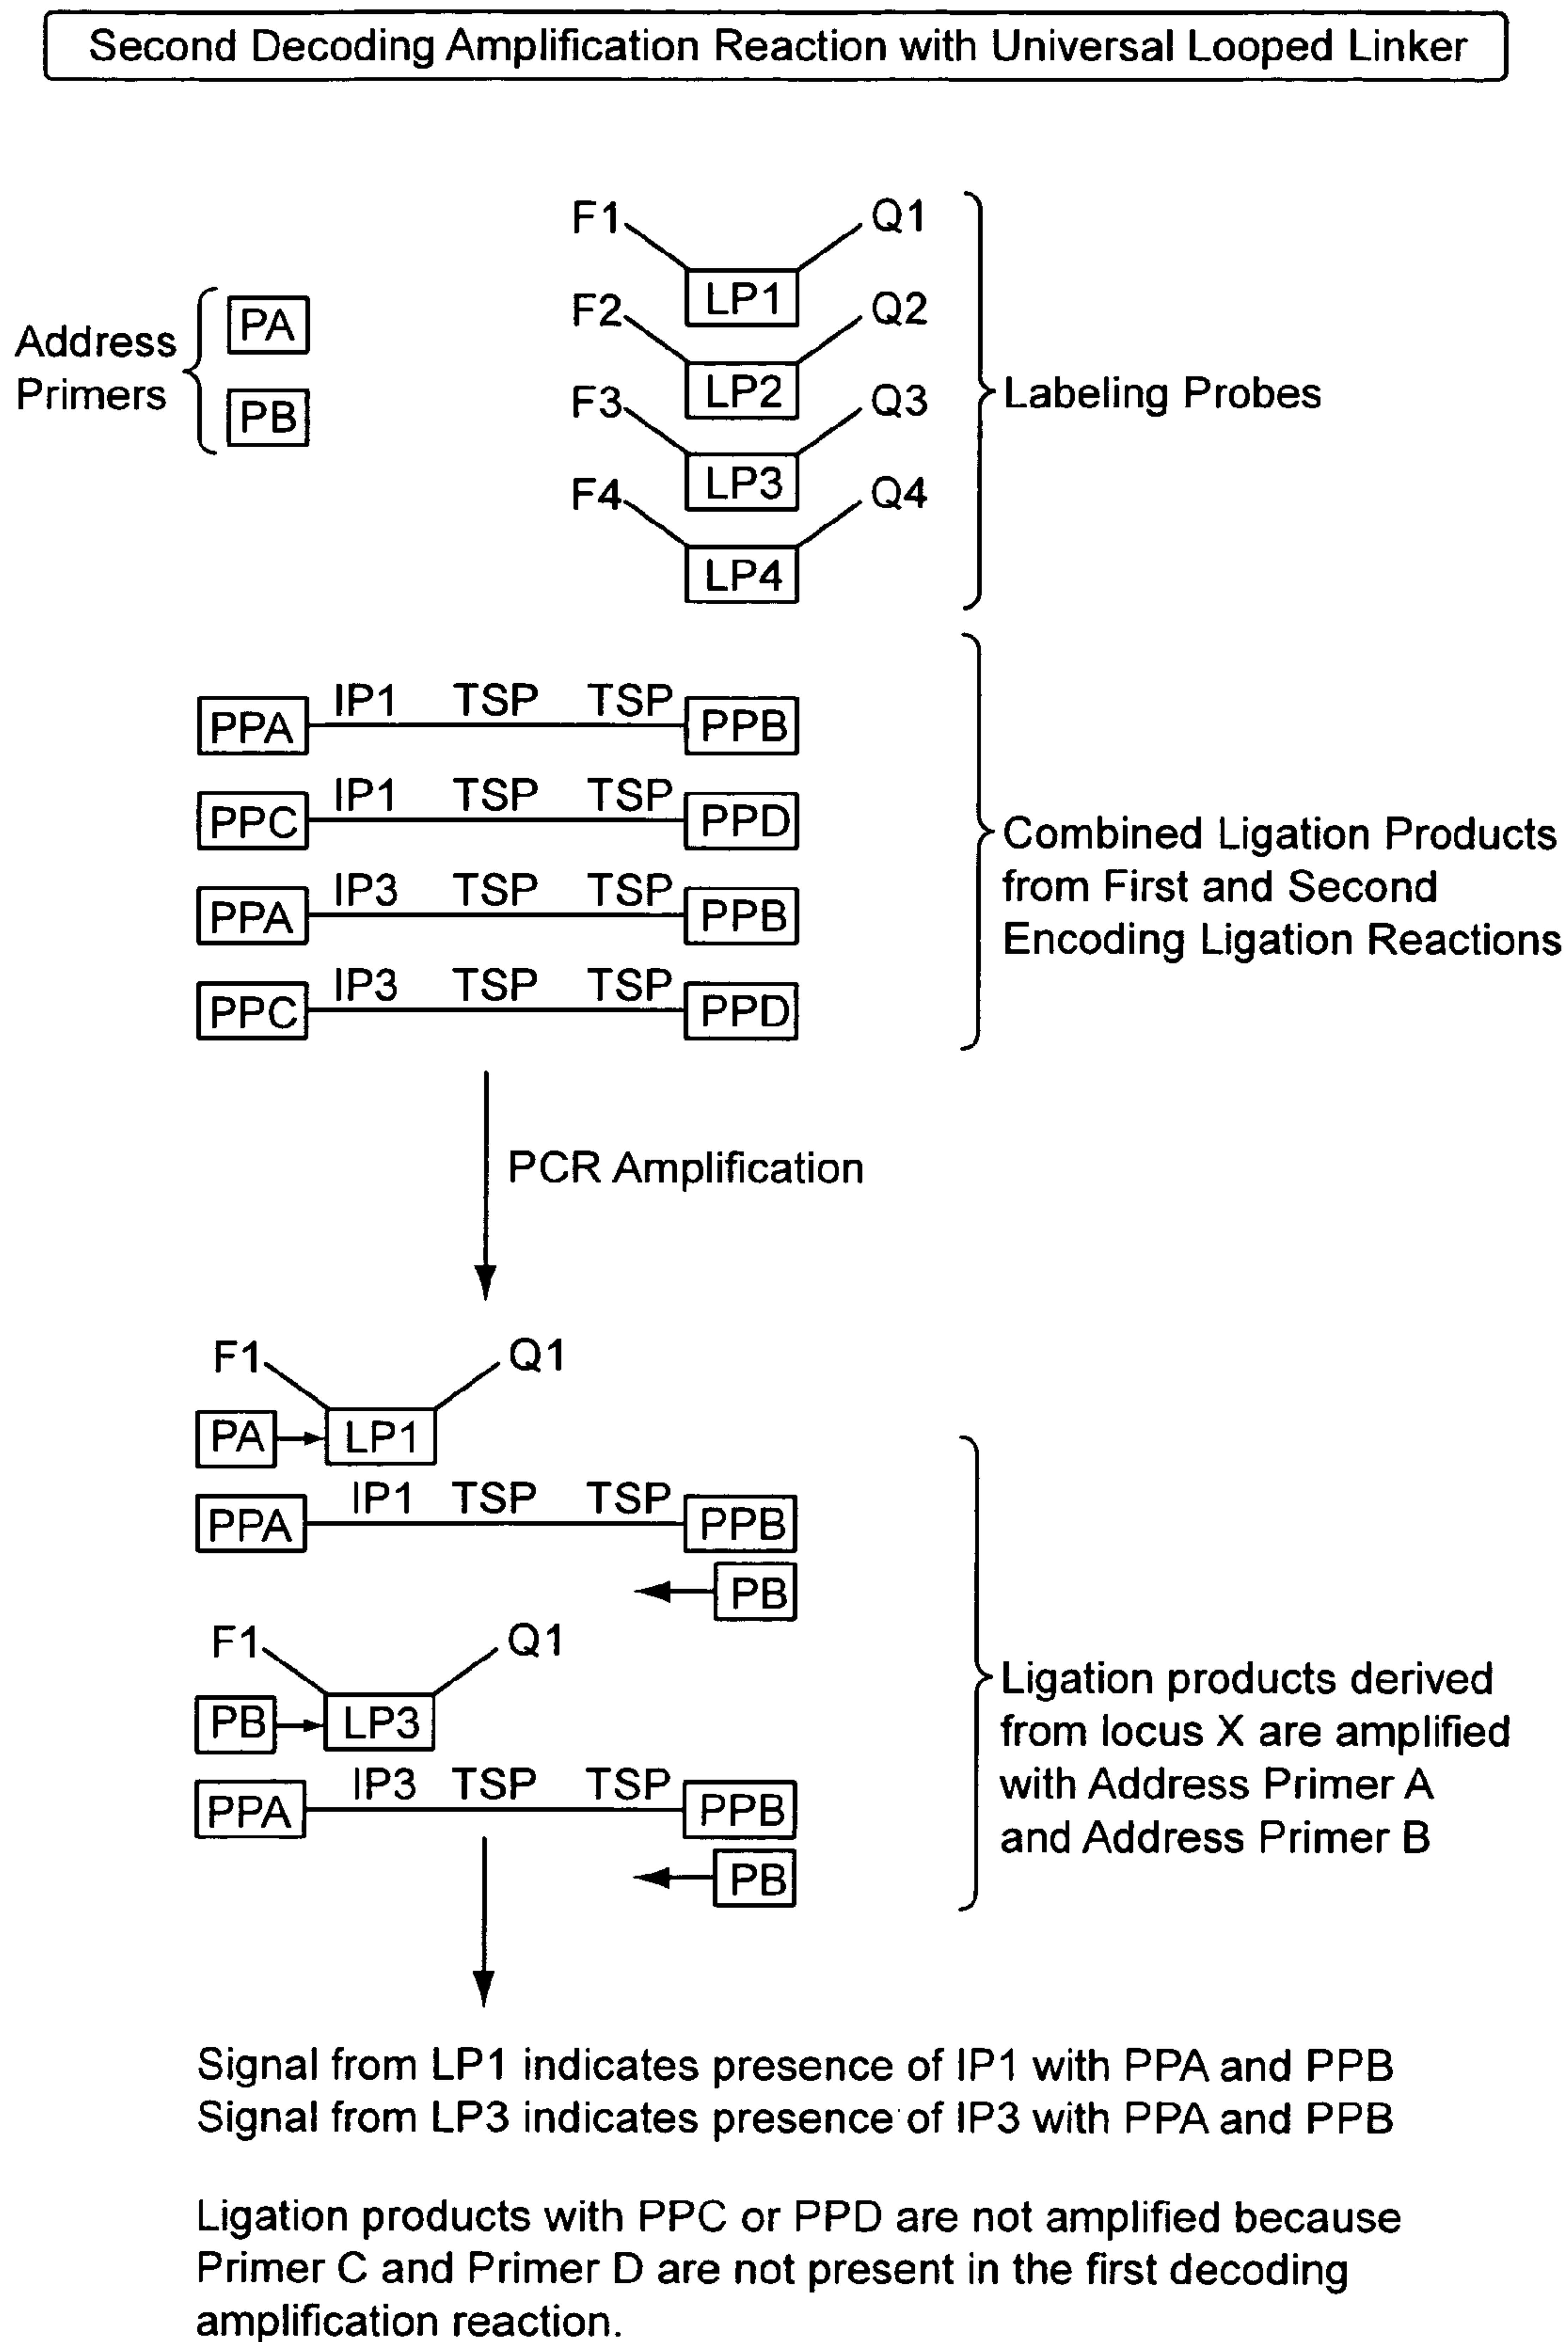 Second Decoding Amplification Reaction with Universal Looped Linker
F1 Q1
LP1
F2 Q2
LP2
F3 Q3
LP3
F4 Q4
LP4
Address
Primers
PA
PB
Labeling Probes
PPA IP1 TSP TSP PPB
PPC IP1 TSP TSP PPD
PPA IP3 TSP TSP PPB
PPC IP3 TSP TSP PPD
Combined Ligation Products
from First and Second
Encoding Ligation Reactions
PCR Amplification
F1 Q1
PA LP1
IP1 TSP TSP
PPA PPB
PB
F1 Q1
PB LP3
IP3 TSP TSP
PPA PPB
PB
Ligation products derived
from locus X are amplified
with Address Primer A
and Address Primer B
Signal from LP1 indicates presence of IP1 with PPA and PPB
Signal from LP3 indicates presence of IP3 with PPA and PPB
Ligation products with PPC or PPD are not amplified because
Primer C and Primer D are not present in the first decoding
amplification reaction.